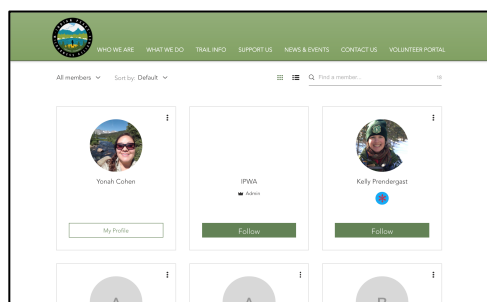 WHO WE ARE WHAT WE DO TRAIL INFO SUPPORT US NEWS & EVENTS CONTACT US VOLUNTEER PORTAL
All members Sort by: Default Find a member...
Yonah Cohen
My Profile
IPWA
Admin
Follow
Kelly Prendergast
Follow
A A B